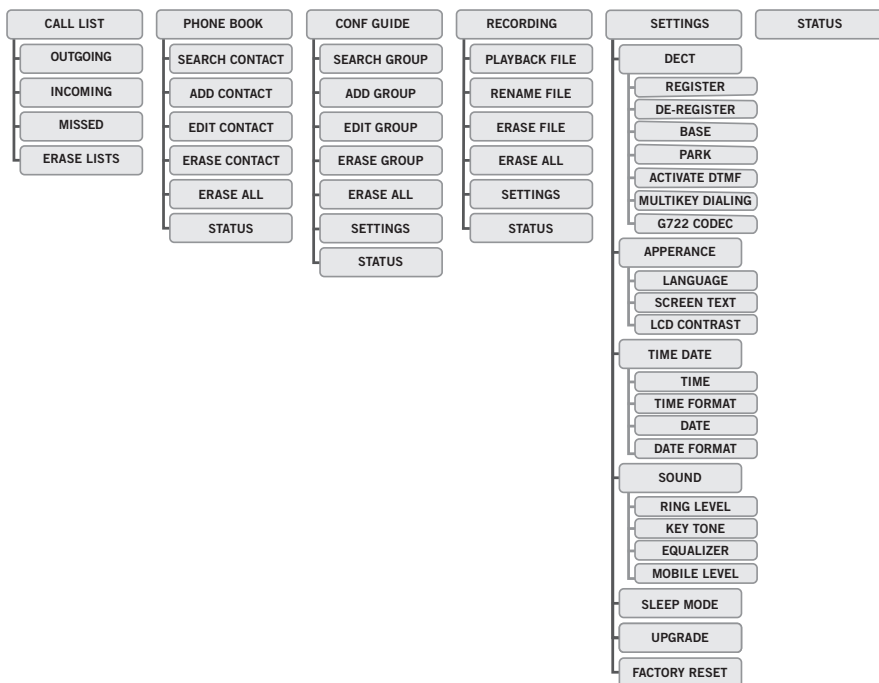 CALL LIST
OUTGOING
INCOMING
MISSED
ERASE LISTS
PHONE BOOK
SEARCH CONTACT
ADD CONTACT
EDIT CONTACT
ERASE CONTACT
ERASE ALL
STATUS
CONF GUIDE
SEARCH GROUP
ADD GROUP
EDIT GROUP
ERASE GROUP
ERASE ALL
SETTINGS
STATUS
RECORDING
PLAYBACK FILE
RENAME FILE
ERASE FILE
ERASE ALL
SETTINGS
STATUS
SETTINGS
DECT
REGISTER
DE-REGISTER
BASE
PARK
ACTIVATE DTMF
MULTIKEY DIALING
G722 CODEC
APPERANCE
LANGUAGE
SCREEN TEXT
LCD CONTRAST
TIME DATE
TIME
TIME FORMAT
DATE
DATE FORMAT
SOUND
RING LEVEL
KEY TONE
EQUALIZER
MOBILE LEVEL
SLEEP MODE
UPGRADE
FACTORY RESET
STATUS